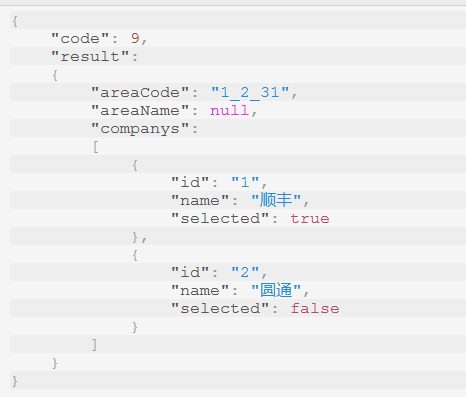 {
"code": 9,
"result":
{
"areaCode": "1_2_31",
"areaName": null,
"companys":
[
{
"id": "1",
"name": "顺丰",
"selected": true
},
{
"id": "2",
"name": "圆通",
"selected": false
}
]
}
}